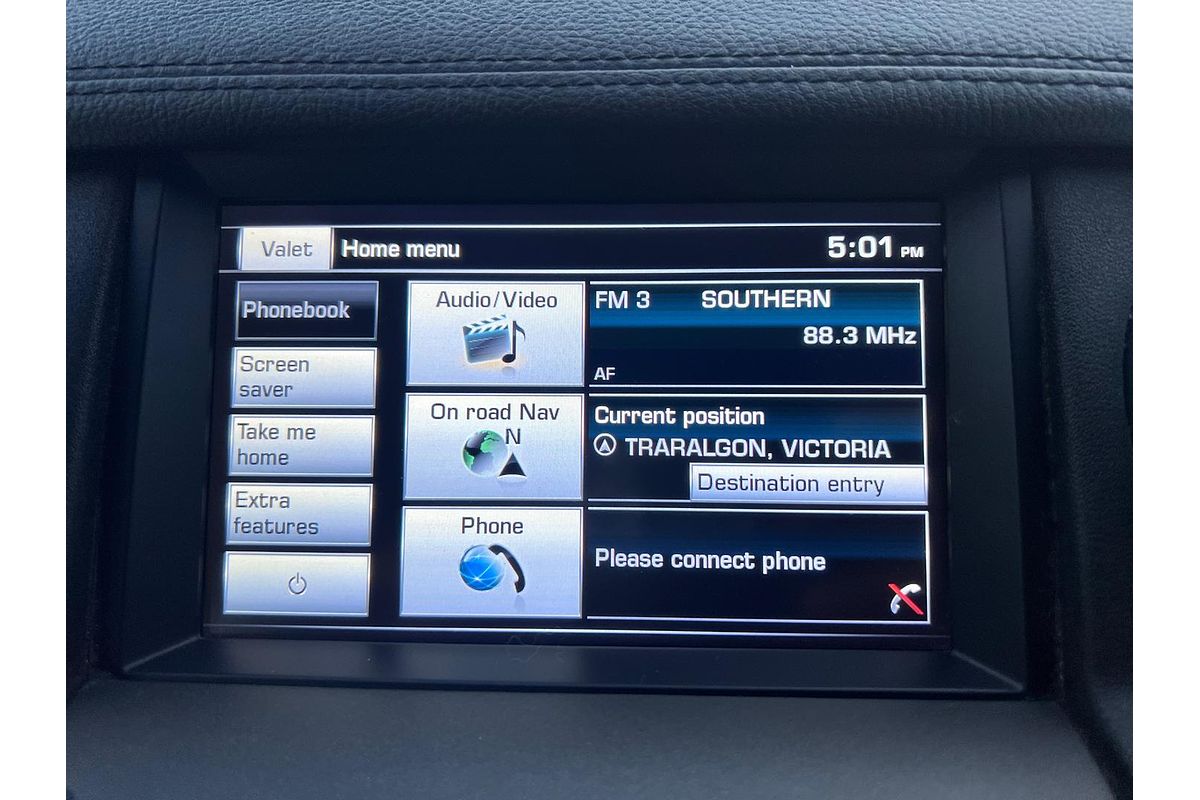 Valet
Home menu
5:01 PM
Phonebook
Screen
saver
Take me
home
Extra
features
Audio/Video
FM 3
SOUTHERN
88.3 MHz
AF
On road Nav
N
Current position
TRARALGON, VICTORIA
Destination entry
Phone
Please connect phone